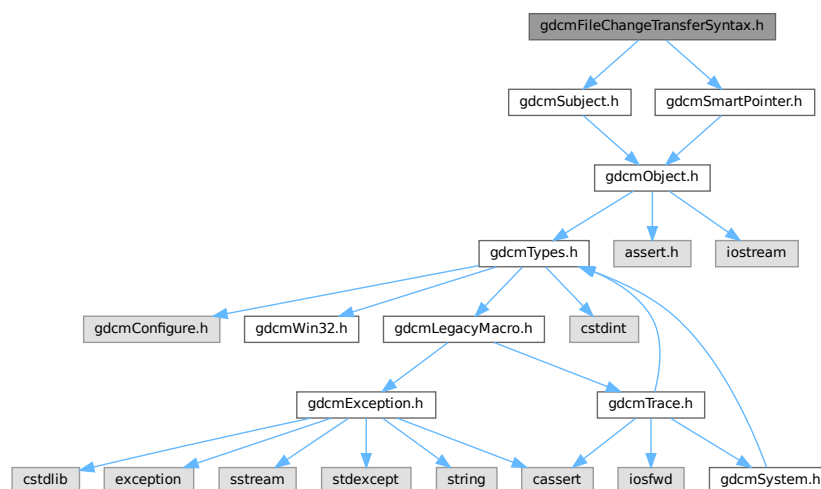 gdcmFileChangeTransferSyntax.h
gdcmSubject.h
gdcmSmartPointer.h
gdcmObject.h
gdcmTypes.h
assert.h
iostream
gdcmConfigure.h
gdcmWin32.h
gdcmLegacyMacro.h
cstdint
gdcmException.h
gdcmTrace.h
cstdlib
exception
sstream
stdexcept
string
cassert
iosfwd
gdcmSystem.h